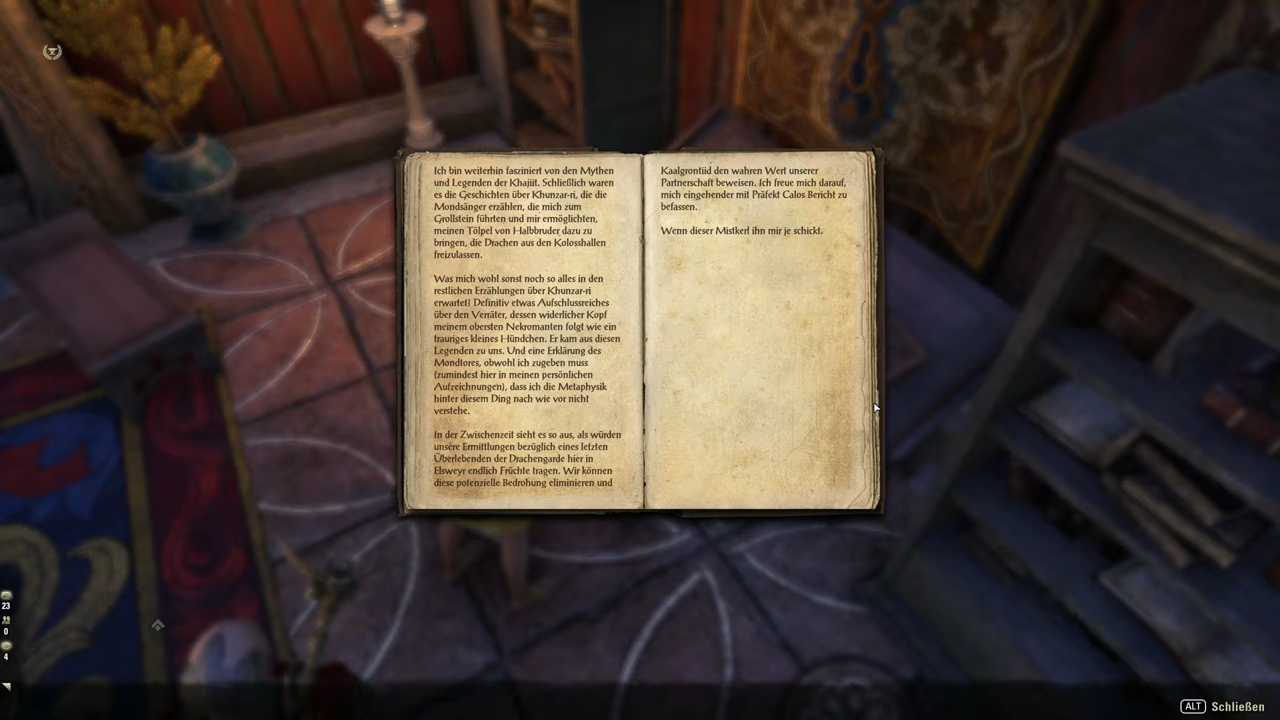 Ich bin weiterhin fasziniert von den Mythen
und Legenden der Khajiit. Schließlich waren
es die Geschichten über Khunzar-ri, die die
Mondsänger erzählen, die mich zum
Grollstein führten und mir ermöglichten,
meinen Tölpel von Halbbruder dazu zu
bringen, die Drachen aus den Kolosshallen
freizulassen.
Was mich wohl sonst noch so alles in den
restlichen Erzählungen über Khunzar-ri
erwartet! Definitiv etwas Aufschlussreiches
über den Verräter, dessen widerlicher Kopf
meinem obersten Nekromanten folgt wie ein
trauriges kleines Hündchen. Er kam aus diesen
Legenden zu uns. Und eine Erklärung des
Mondtores, obwohl ich zugeben muss
(zumindest hier in meinen persönlichen
Aufzeichnungen), dass ich die Metaphysik
hinter diesem Ding nach wie vor nicht
verstehe.
In der Zwischenzeit sieht es so aus, als würden
unsere Ermittlungen bezüglich eines letzten
Überlebenden der Drachengarde hier in
Elsweyr endlich Früchte tragen. Wir können
diese potenzielle Bedrohung eliminieren und
Kaalgrontiid den wahren Wert unserer
Partnerschaft beweisen. Ich freue mich darauf,
mich eingehender mit Präfekt Calos Bericht zu
befassen.
Wenn dieser Mistkerl ihn mir je schickt.
23
0
4
ALT Schließen